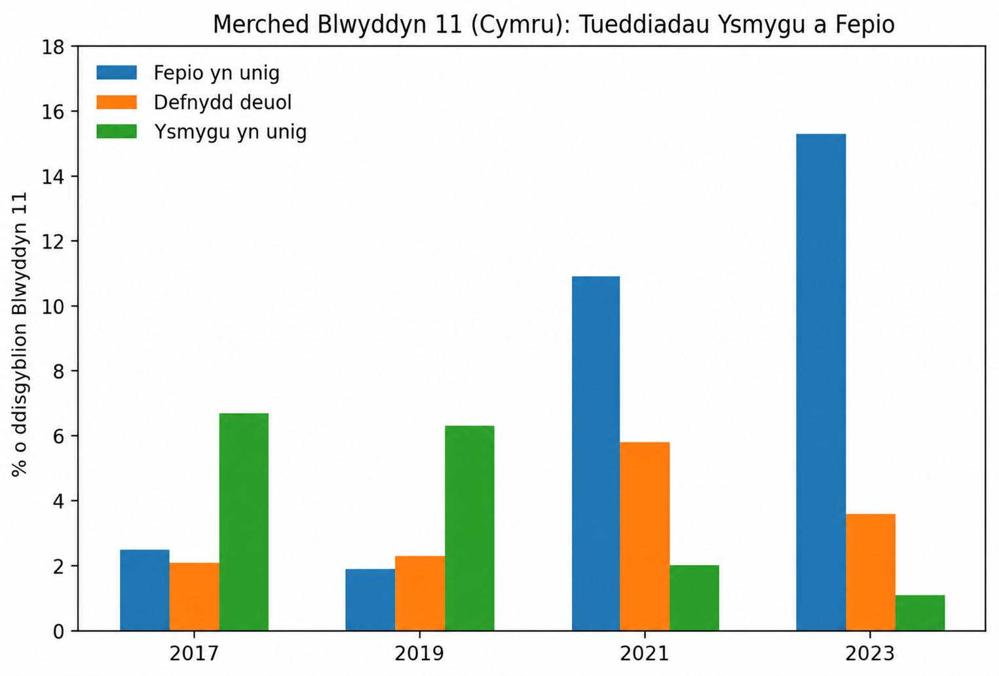 Merched Blwyddyn 11 (Cymru): Tueddiadau Ysmygu a Fepio
% o ddisgyblion Blwyddyn 11
18
16
14
12
10
8
6
4
2
0
Fepio yn unig
Defnydd deuol
Ysmygu yn unig
2017
2019
2021
2023